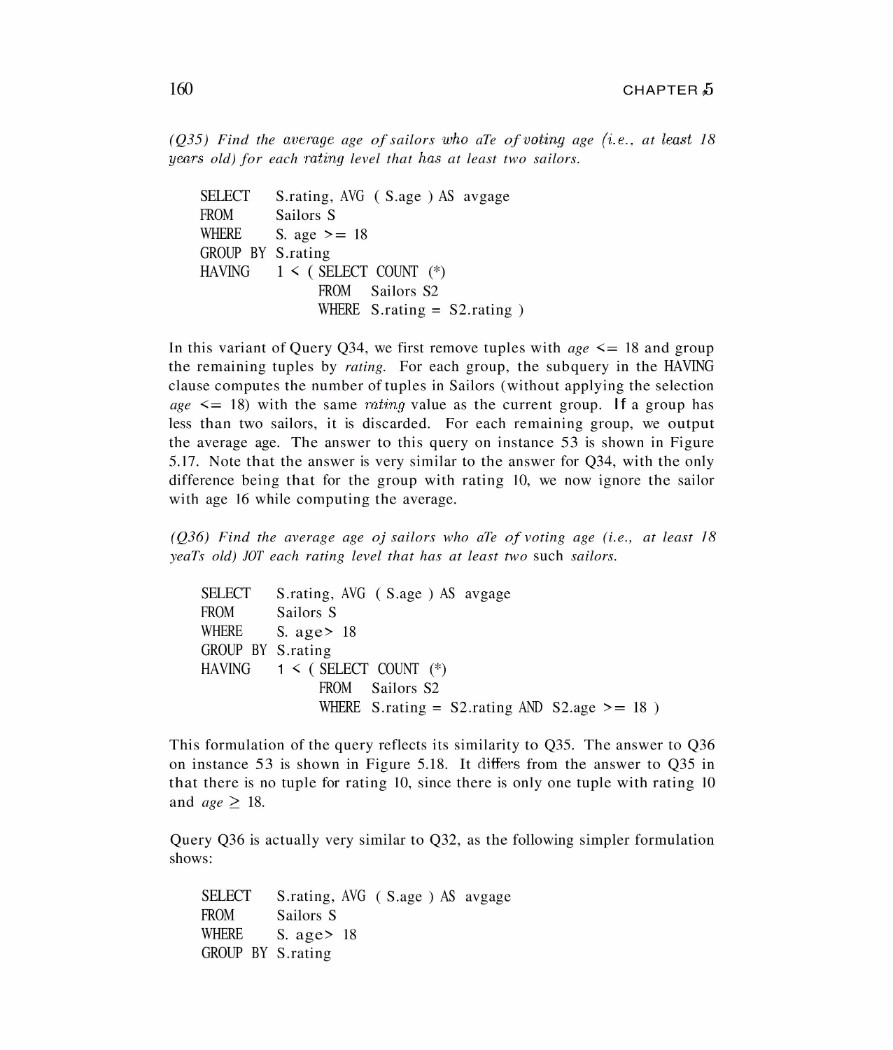 160 CHAPTER 5
(Q35) Find the average age of sailors who aTe of voting age (i.e., at least 18
years old) for each rating level that has at least two sailors.
SELECT S.rating, AVG ( S.age ) AS avgage
FROM Sailors S
WHERE S. age >= 18
GROUP BY S.rating
HAVING 1 < ( SELECT COUNT (*)
FROM Sailors S2
WHERE S.rating = S2.rating )
In this variant of Query Q34, we first remove tuples with age <= 18 and group
the remaining tuples by rating. For each group, the subquery in the HAVING
clause computes the number of tuples in Sailors (without applying the selection
age <= 18) with the same rating value as the current group. If a group has
less than two sailors, it is discarded. For each remaining group, we output
the average age. The answer to this query on instance 53 is shown in Figure
5.17. Note that the answer is very similar to the answer for Q34, with the only
difference being that for the group with rating 10, we now ignore the sailor
with age 16 while computing the average.
(Q36) Find the average age oj sailors who aTe of voting age (i.e., at least 18
yeaTs old) JOT each rating level that has at least two such sailors.
SELECT S.rating, AVG ( S.age ) AS avgage
FROM Sailors S
WHERE S. age> 18
GROUP BY S.rating
HAVING 1 < ( SELECT COUNT (*)
FROM Sailors S2
WHERE S.rating = S2.rating AND S2.age >= 18 )
This formulation of the query reflects its similarity to Q35. The answer to Q36
on instance 53 is shown in Figure 5.18. It differs from the answer to Q35 in
that there is no tuple for rating 10, since there is only one tuple with rating 10
and age ≥ 18.
Query Q36 is actually very similar to Q32, as the following simpler formulation
shows:
SELECT S.rating, AVG ( S.age ) AS avgage
FROM Sailors S
WHERE S. age> 18
GROUP BY S.rating